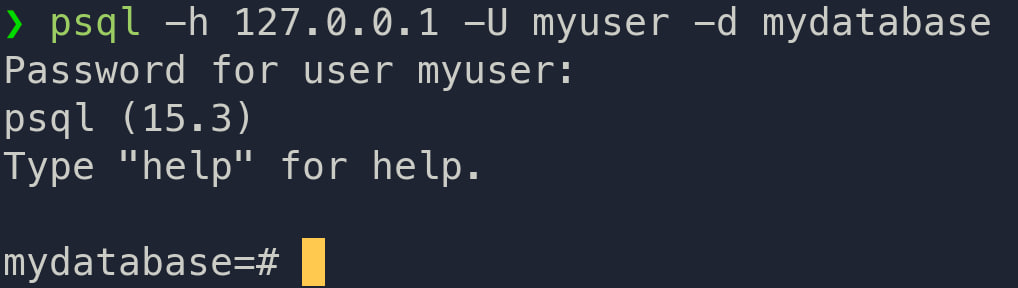 ❯ psql -h 127.0.0.1 -U myuser -d mydatabase
Password for user myuser:
psql (15.3)
Type "help" for help.
mydatabase=#